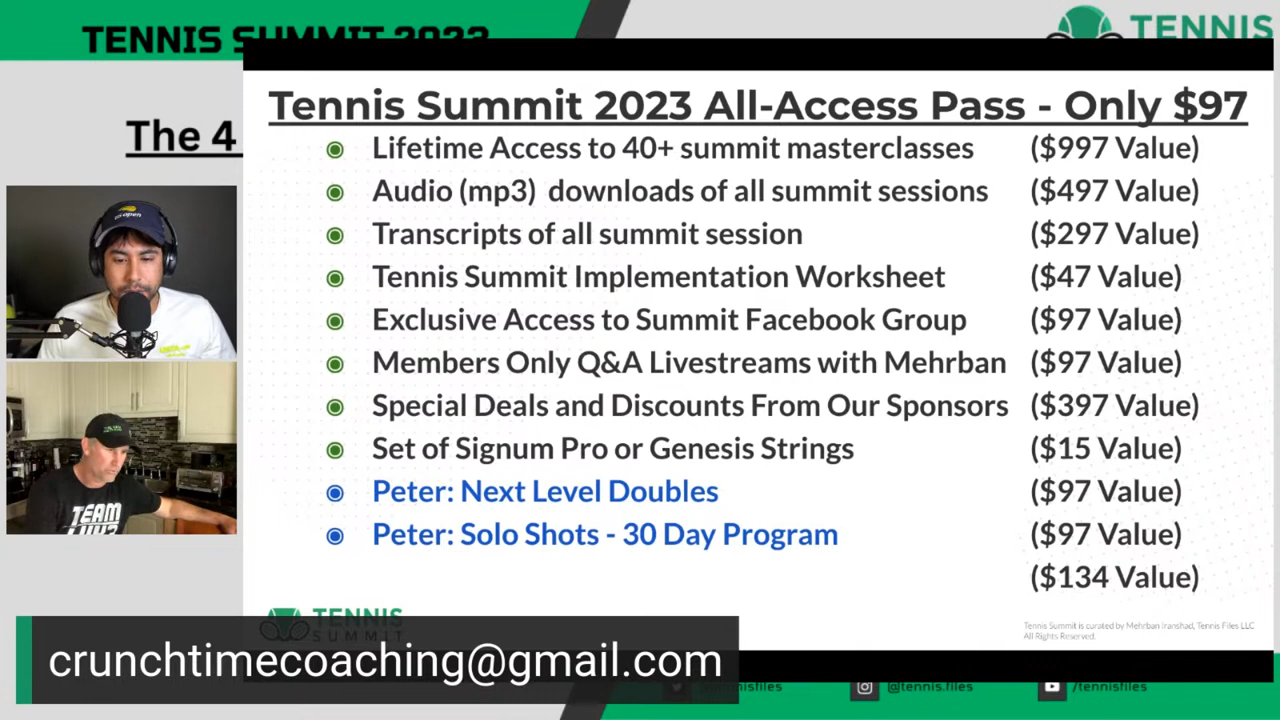 TENNIS SUMMIT 2023
TENNIS
The 4
Tennis Summit 2023 All-Access Pass - Only $97
Lifetime Access to 40+ summit masterclasses ($997 Value)
Audio (mp3) downloads of all summit sessions ($497 Value)
Transcripts of all summit session ($297 Value)
Tennis Summit Implementation Worksheet ($47 Value)
Exclusive Access to Summit Facebook Group ($97 Value)
Members Only Q&A Livestreams with Mehrban ($97 Value)
Special Deals and Discounts From Our Sponsors ($397 Value)
Set of Signum Pro or Genesis Strings ($15 Value)
Peter: Next Level Doubles ($97 Value)
Peter: Solo Shots - 30 Day Program ($97 Value)
($134 Value)
us open
TEAM
TENNIS
SUMMIT
Tennis Summit is curated by Mehrban Iranshad, Tennis Files LLC
All Rights Reserved.
crunchtimecoaching@gmail.com
@tennis.files
/tennisfiles